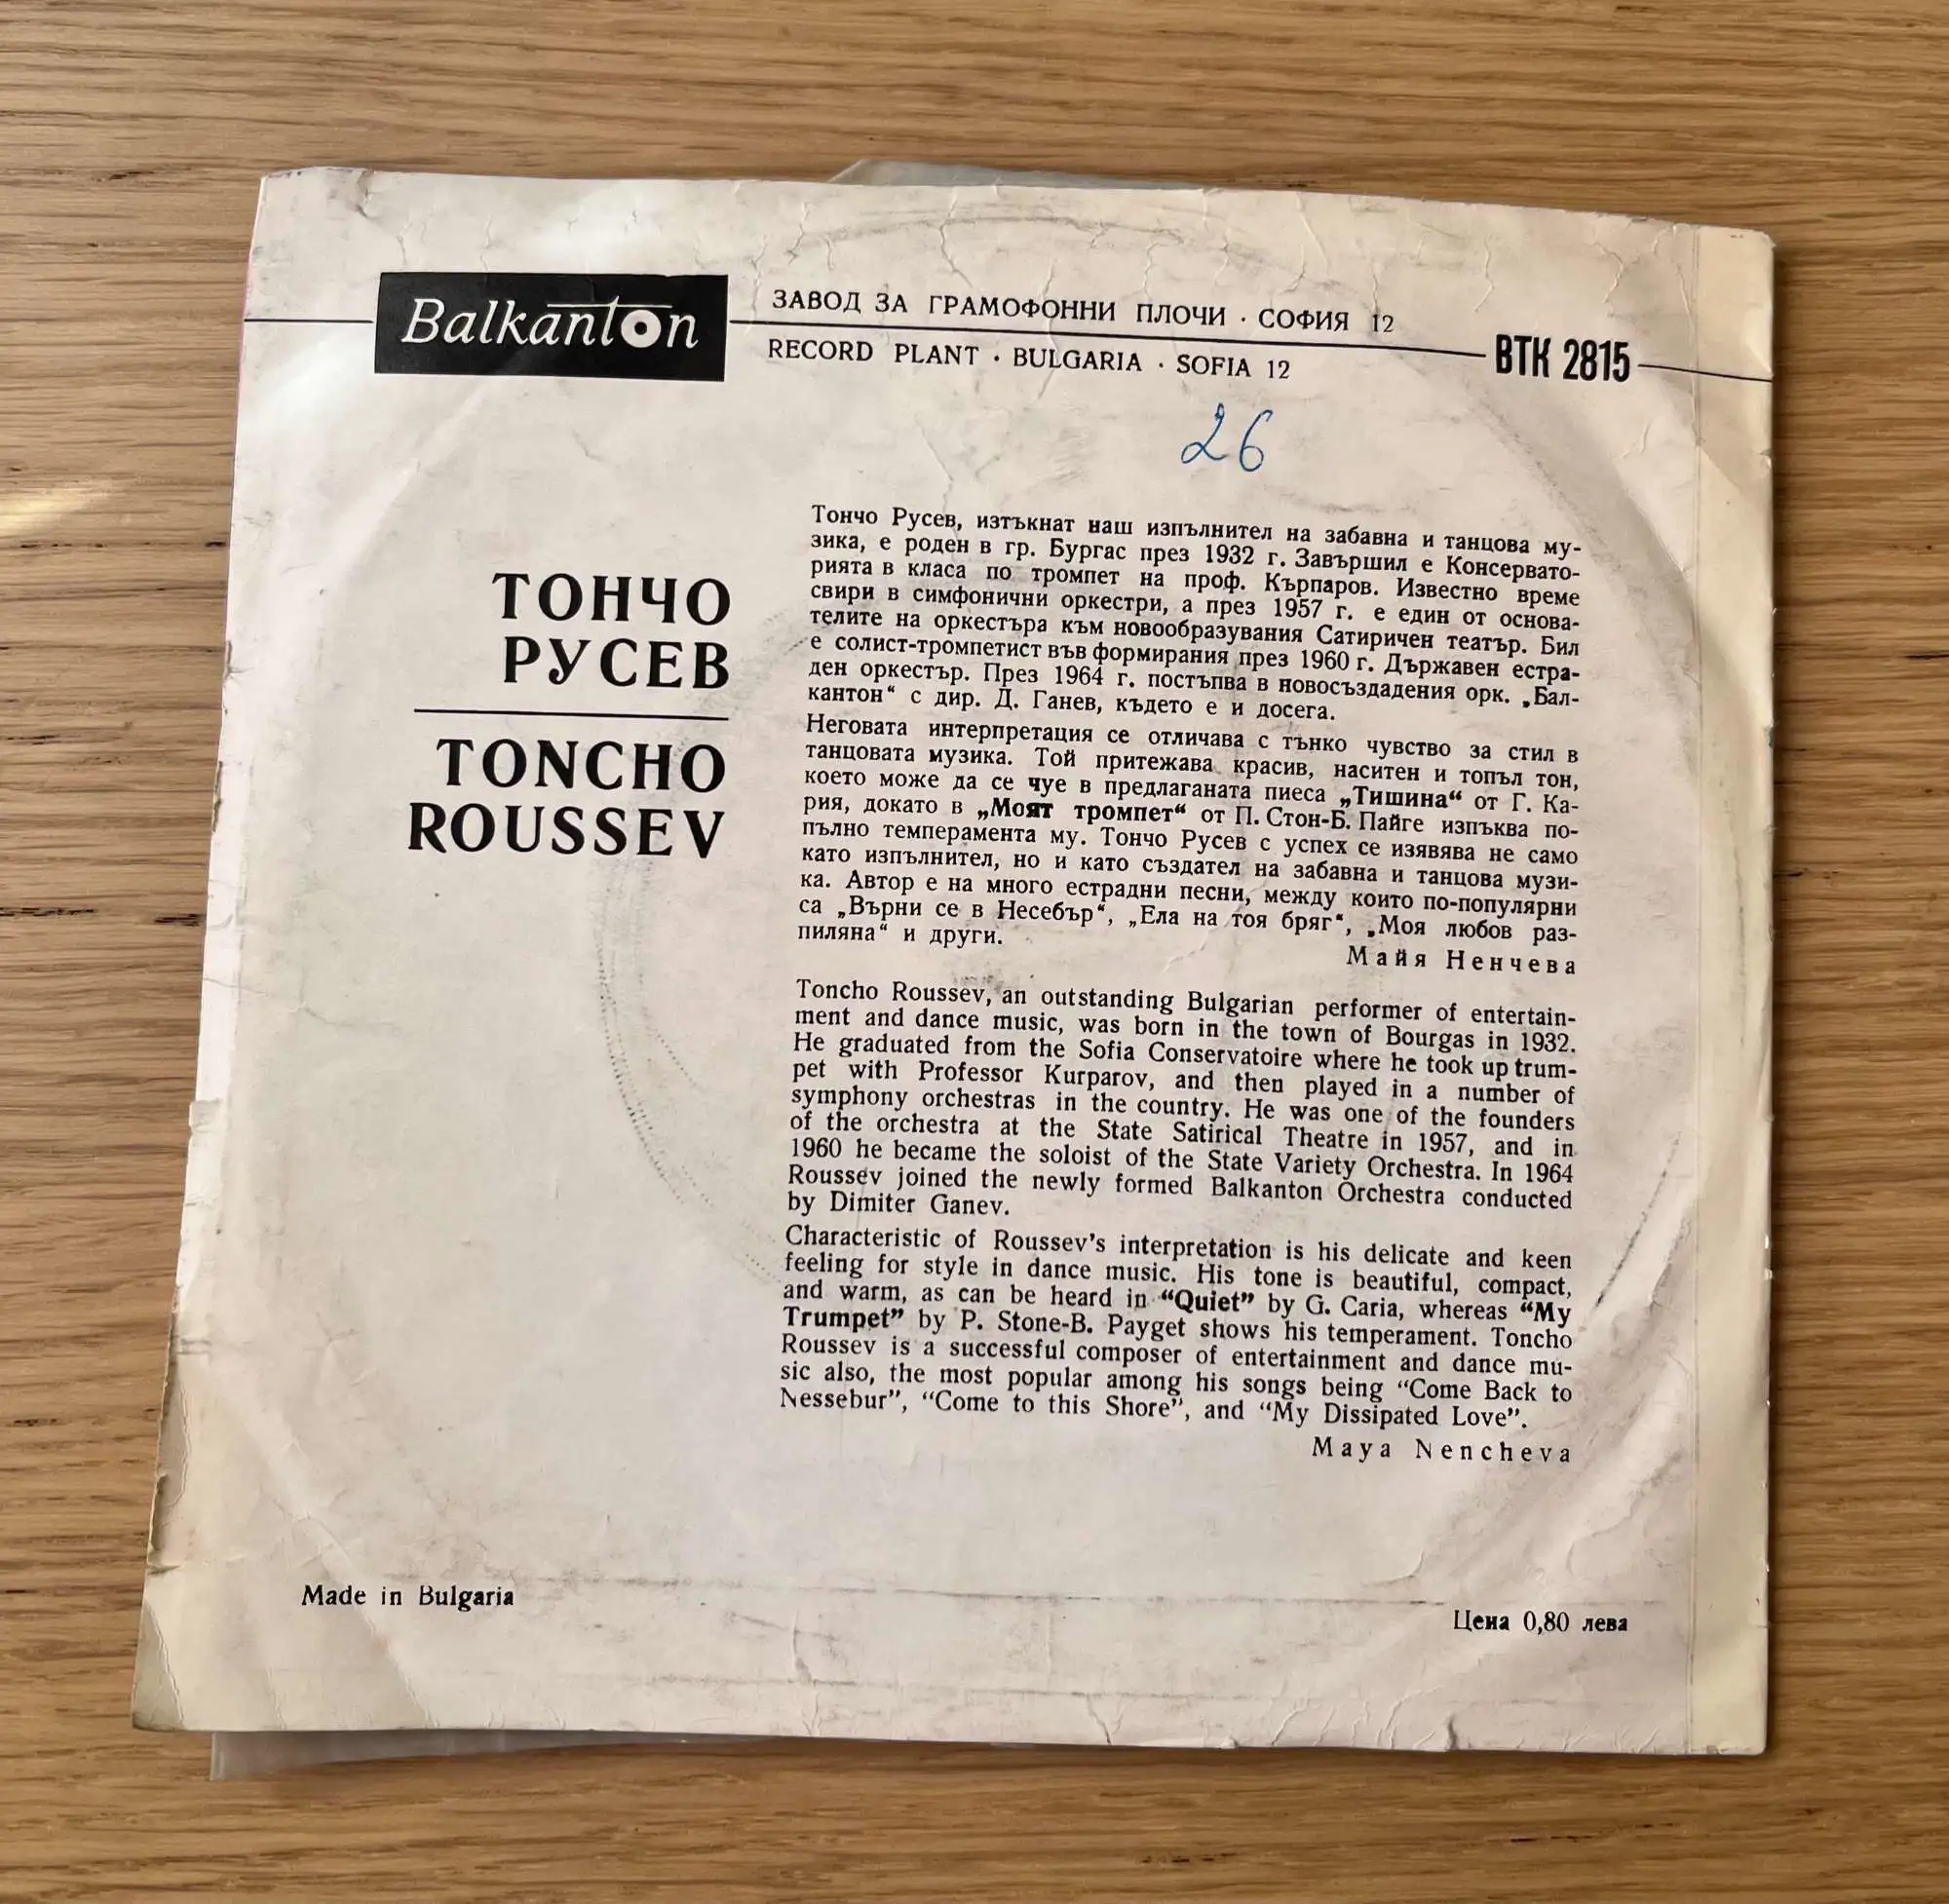 Balkanton
ЗАВОД ЗА ГРАМОФОННИ ПЛОЧИ · СОФИЯ 12
RECORD PLANT · BULGARIA · SOFIA 12
ВТК 2815
26
ТОНЧО
РУСЕВ
TONCHO
ROUSSEV
Тончо Русев, изтъкнат наш изпълнител на забавна и танцова му-
зика, е роден в гр. Бургас през 1932 г. Завършил е Консервато-
рията в класа по тромпет на проф. Кърпаров. Известно време
свири в симфонични оркестри, а през 1957 г. е един от основа-
телите на оркестъра към новообразувания Сатиричен театър. Бил
е солист-тромпетист във формирания през 1960 г. Държавен естра-
ден оркестър. През 1964 г. постъпва в новосъздадения орк. „Бал-
кантон“ с дир. Д. Ганев, където е и досега.
Неговата интерпретация се отличава с тънко чувство за стил в
танцовата музика. Той притежава красив, наситен и топъл тон,
което може да се чуе в предлаганата пиеса „Тишина“ от Г. Ка-
рия, докато в „Моят тромпет“ от П. Стон-Б. Пайге изпъква по-
пълно темперамента му. Тончо Русев с успех се изявява не само
като изпълнител, но и като създател на забавна и танцова музи-
ка. Автор е на много естрадни песни, между които по-популярни
са „Върни се в Несебър“, „Ела на тоя бряг“, „Моя любов раз-
пиляна“ и други.
Майя Ненчева
Toncho Roussev, an outstanding Bulgarian performer of entertain-
ment and dance music, was born in the town of Bourgas in 1932.
He graduated from the Sofia Conservatoire where he took up trum-
pet with Professor Kurparov, and then played in a number of
symphony orchestras in the country. He was one of the founders
of the orchestra at the State Satirical Theatre in 1957, and in
1960 he became the soloist of the State Variety Orchestra. In 1964
Roussev joined the newly formed Balkanton Orchestra conducted
by Dimiter Ganev.
Characteristic of Roussev’s interpretation is his delicate and keen
feeling for style in dance music. His tone is beautiful, compact,
and warm, as can be heard in “Quiet” by G. Caria, whereas “My
Trumpet” by P. Stone-B. Payget shows his temperament. Toncho
Roussev is a successful composer of entertainment and dance mu-
sic also, the most popular among his songs being “Come Back to
Nessebur”, “Come to this Shore”, and “My Dissipated Love”.
Maya Nencheva
Made in Bulgaria
Цена 0,80 лева